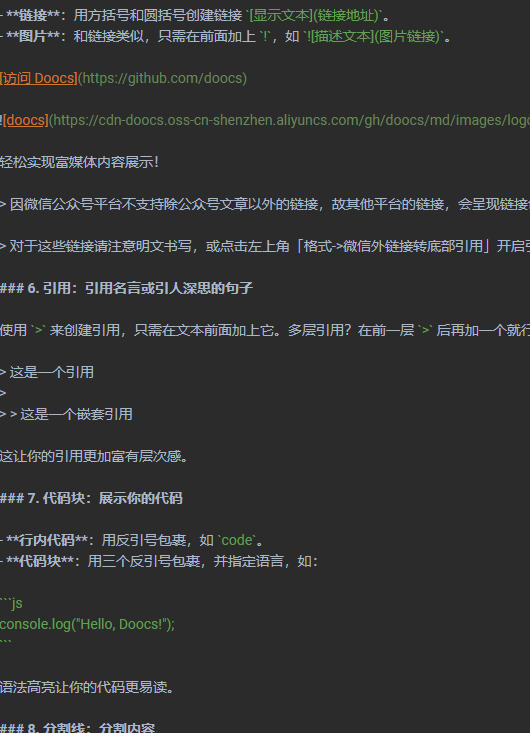 - **链接**：用方括号和圆括号创建链接 `[显示文本](链接地址)`。
- **图片**：和链接类似，只需在前面加上 `!`，如 `![描述文本](图片链接)`。
[访问 Doocs](https://github.com/doocs)
![doocs](https://cdn-doocs.oss-cn-shenzhen.aliyuncs.com/gh/doocs/md/images/logo
轻松实现富媒体内容展示！
> 因微信公众号平台不支持除公众号文章以外的链接，故其他平台的链接，会呈现链接
> 对于这些链接请注意明文书写，或点击左上角「格式->微信外链接转底部引用」开启引
### 6. 引用：引用名言或引人深思的句子
使用 `>` 来创建引用，只需在文本前面加上它。多层引用？在前一层 `>` 后再加一个就行
> 这是一个引用
>
> > 这是一个嵌套引用
这让你的引用更加富有层次感。
### 7. 代码块：展示你的代码
- **行内代码**：用反引号包裹，如 `code`。
- **代码块**：用三个反引号包裹，并指定语言，如：
```js
console.log("Hello, Doocs!");
```
语法高亮让你的代码更易读。
### 8. 分割线：分割内容